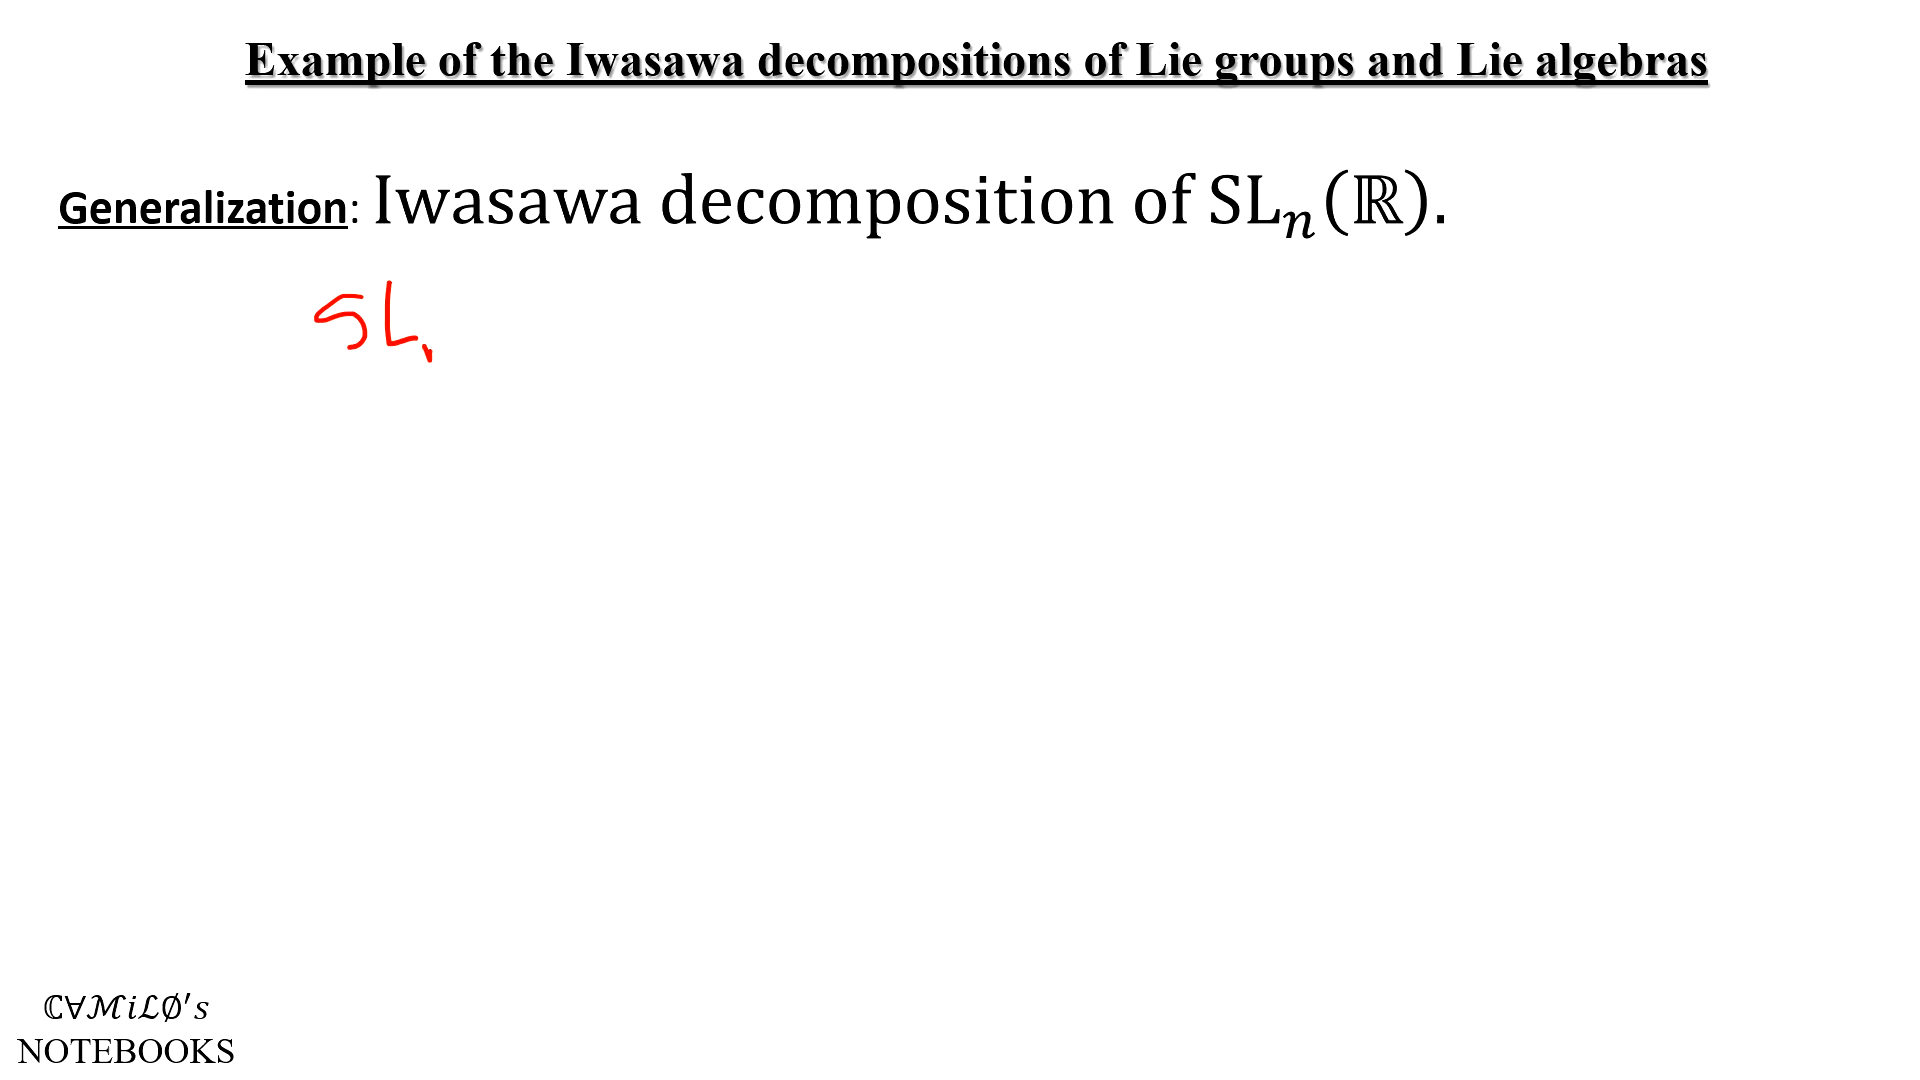 Example of the Iwasawa decompositions of Lie groups and Lie algebras
Generalization: Iwasawa decomposition of SLₙ(ℝ).
SL
ℂ∀ℳiℒ∅′s
NOTEBOOKS